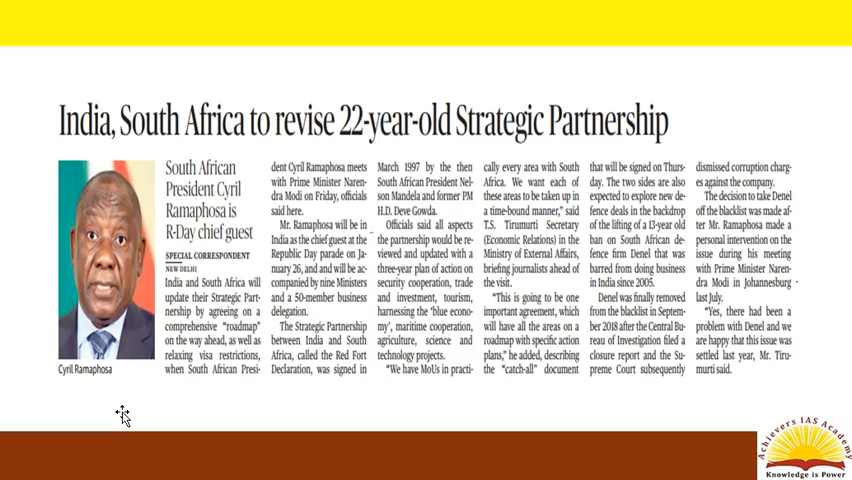 India, South Africa to revise 22-year-old Strategic Partnership
South African
President Cyril
Ramaphosa is
R-Day chief guest
SPECIAL CORRESPONDENT
NEW DELHI
India and South Africa will
update their Strategic Part-
nership by agreeing on a
comprehensive “roadmap”
on the way ahead, as well as
relaxing visa restrictions,
when South African Presi-
Cyril Ramaphosa
dent Cyril Ramaphosa meets
with Prime Minister Naren-
dra Modi on Friday, officials
said here.
Mr. Ramaphosa will be in
India as the chief guest at the
Republic Day parade on Ja-
nuary 26, and and will be ac-
companied by nine Ministers
and a 50-member business
delegation.
The Strategic Partnership
between India and South
Africa, called the Red Fort
Declaration, was signed in
March 1997 by the then
South African President Nel-
son Mandela and former PM
H.D. Deve Gowda.
Officials said all aspects
the partnership would be re-
viewed and updated with a
three-year plan of action on
security cooperation, trade
and investment, tourism,
harnessing the ‘blue econo-
my’, maritime cooperation,
agriculture, science and
technology projects.
“We have MoUs in practi-
cally every area with South
Africa. We want each of
these areas to be taken up in
a time-bound manner,” said
T.S. Tirumurti Secretary
(Economic Relations) in the
Ministry of External Affairs,
briefing journalists ahead of
the visit.
“This is going to be one
important agreement, which
will have all the areas on a
roadmap with specific action
plans,” he added, describing
the “catch-all” document
that will be signed on Thurs-
day. The two sides are also
expected to explore new de-
fence deals in the backdrop
of the lifting of a 13-year old
ban on South African de-
fence firm Denel that was
barred from doing business
in India since 2005.
Denel was finally removed
from the blacklist in Septem-
ber 2018 after the Central Bu-
reau of Investigation filed a
closure report and the Su-
preme Court subsequently
dismissed corruption charg-
es against the company.
The decision to take Denel
off the blacklist was made af-
ter Mr. Ramaphosa made a
personal intervention on the
issue during his meeting
with Prime Minister Naren-
dra Modi in Johannesburg
last July.
“Yes, there had been a
problem with Denel and we
are happy that this issue was
settled last year, Mr. Tiru-
murti said.
Achievers IAS Academy
Knowledge is Power